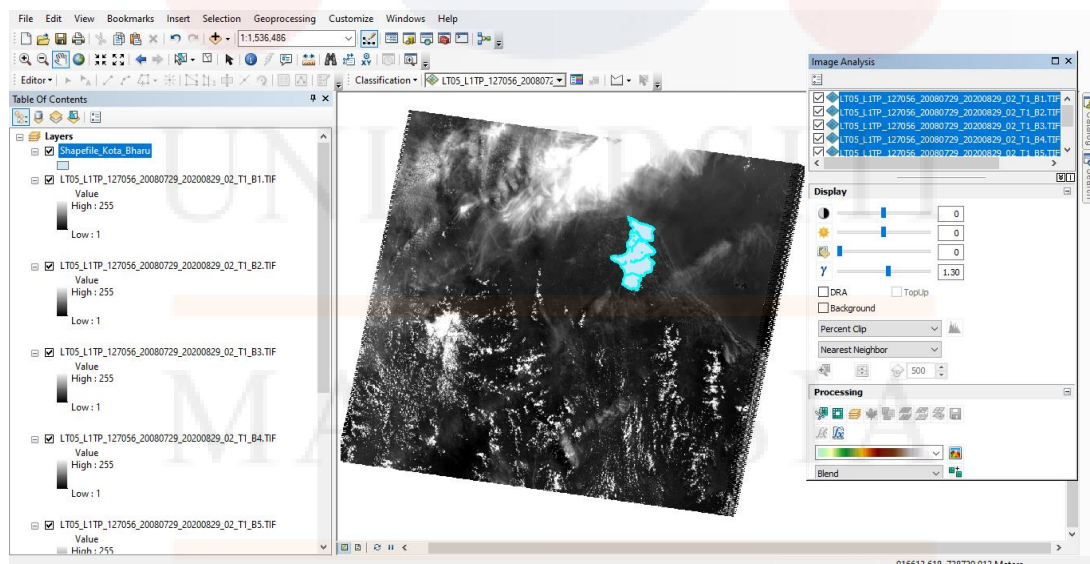 File Edit View Bookmarks Insert Selection Geoprocessing Customize Windows Help
1:1,536,486
Editor Classification LT05_L1TP_127056_2008072
Table Of Contents
Layers
Shapefile_Kota_Bharu
LT05_L1TP_127056_20080729_20200829_02_T1_B1.TIF
Value
High : 255
Low : 1
LT05_L1TP_127056_20080729_20200829_02_T1_B2.TIF
Value
High : 255
Low : 1
LT05_L1TP_127056_20080729_20200829_02_T1_B3.TIF
Value
High : 255
Low : 1
LT05_L1TP_127056_20080729_20200829_02_T1_B4.TIF
Value
High : 255
Low : 1
LT05_L1TP_127056_20080729_20200829_02_T1_B5.TIF
Value
High : 255
Image Analysis
LT05_L1TP_127056_20080729_20200829_02_T1_B1.TIF
LT05_L1TP_127056_20080729_20200829_02_T1_B2.TIF
LT05_L1TP_127056_20080729_20200829_02_T1_B3.TIF
LT05_L1TP_127056_20080729_20200829_02_T1_B4.TIF
LT05_L1TP_127056_20080729_20200829_02_T1_B5.TIF
Display
0
0
0
γ 1.30
DRA TopUp
Background
Percent Clip
Nearest Neighbor
500
Processing
Blend